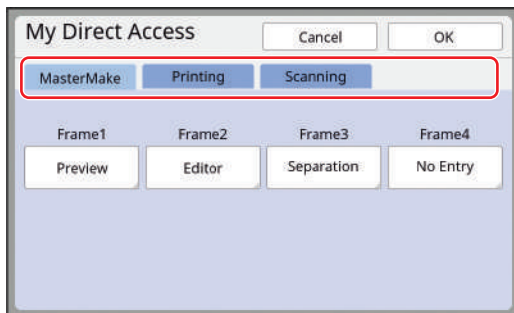 My Direct Access Cancel OK
MasterMake Printing Scanning
Frame1 Frame2 Frame3 Frame4
Preview Editor Separation No Entry